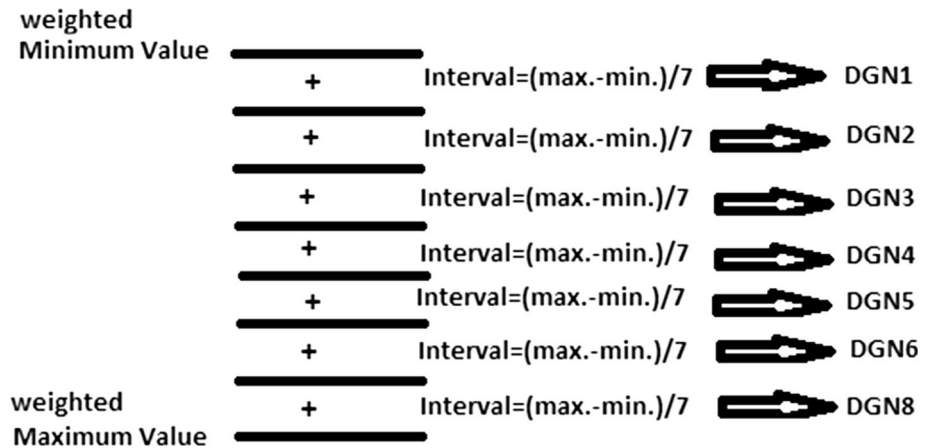 weighted
Minimum Value
+ Interval=(max.-min.)/7 DGN1
+ Interval=(max.-min.)/7 DGN2
+ Interval=(max.-min.)/7 DGN3
+ Interval=(max.-min.)/7 DGN4
+ Interval=(max.-min.)/7 DGN5
+ Interval=(max.-min.)/7 DGN6
+ Interval=(max.-min.)/7 DGN8
weighted
Maximum Value